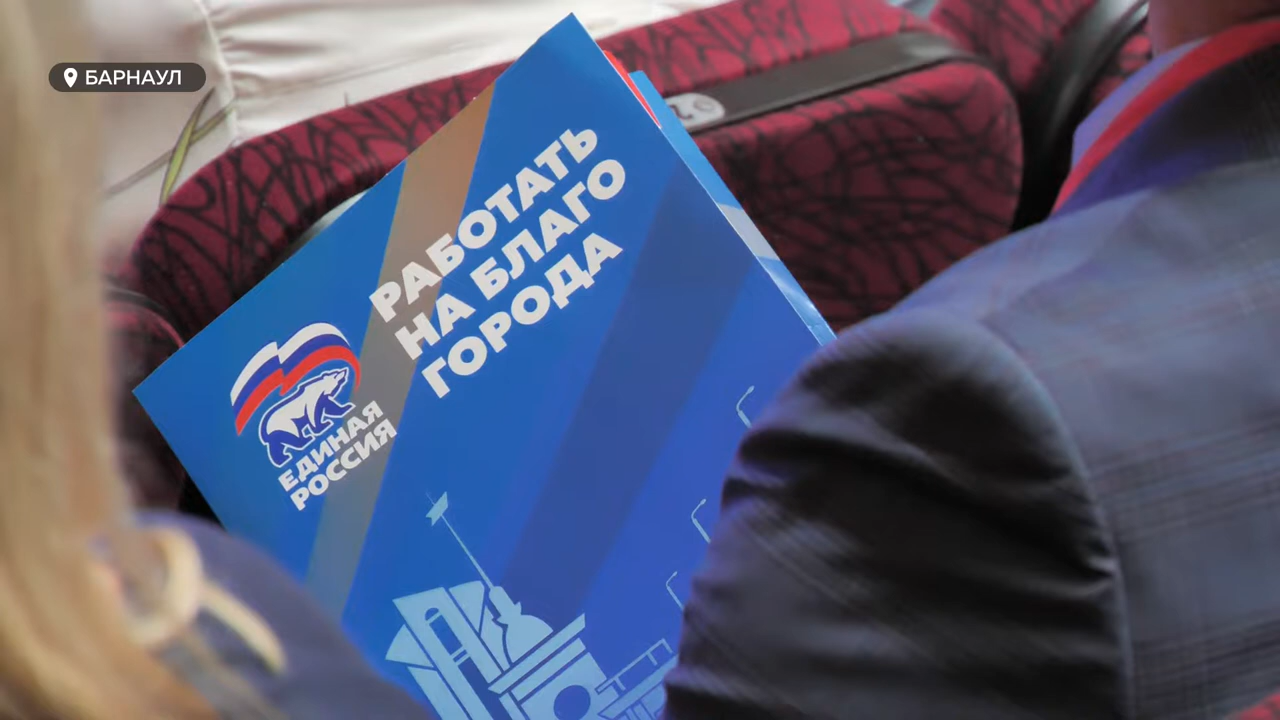 БАРНАУЛ
РАБОТАТЬ
НА БЛАГО
ГОРОДА
ЕДИНАЯ
РОССИЯ